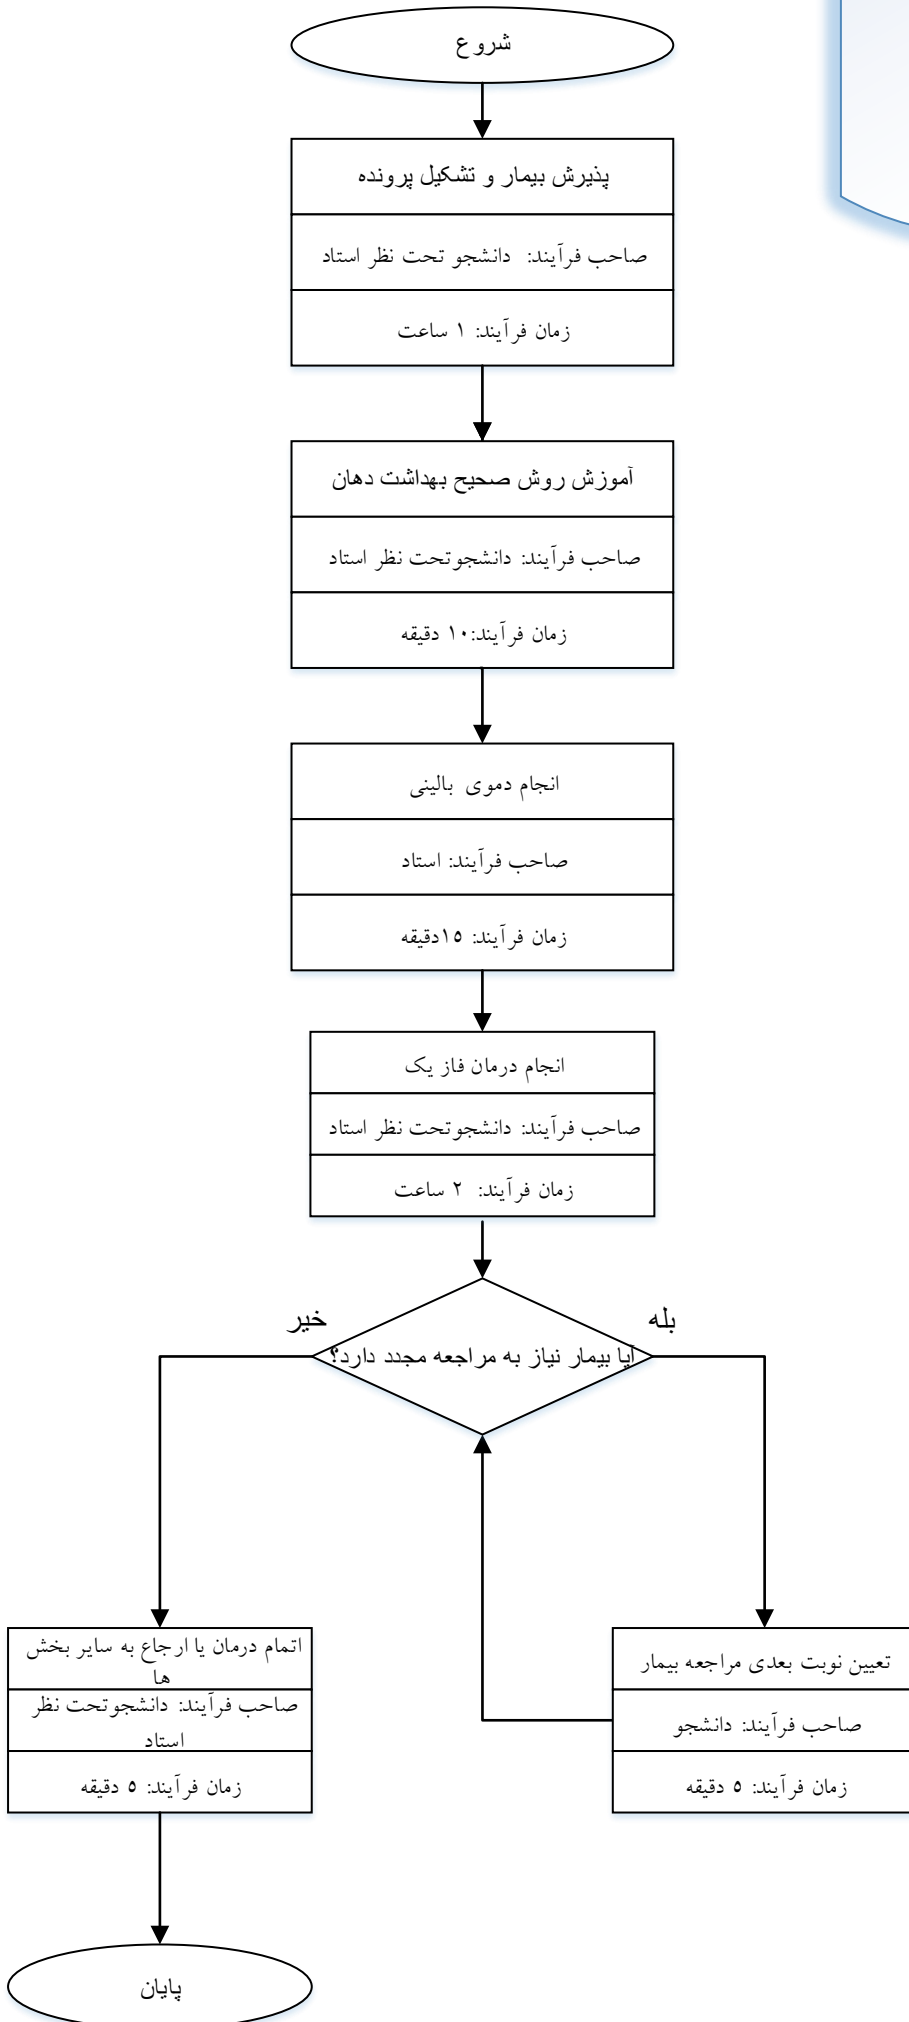 شروع
پذیرش بیمار و تشکیل پرونده
صاحب فرآیند: دانشجو تحت نظر استاد
زمان فرآیند: ۱ ساعت
آموزش روش صحیح بهداشت دهان
صاحب فرآیند: دانشجوتحت نظر استاد
زمان فرآیند:۱۰ دقیقه
انجام دموی بالینی
صاحب فرآیند: استاد
زمان فرآیند: ۱۵دقیقه
انجام درمان فاز یک
صاحب فرآیند: دانشجوتحت نظر استاد
زمان فرآیند: ۲ ساعت
بله
خیر
آیا بیمار نیاز به مراجعه مجدد دارد؟
تعیین نوبت بعدی مراجعه بیمار
صاحب فرآیند: دانشجو
زمان فرآیند: ۵ دقیقه
اتمام درمان یا ارجاع به سایر بخش
ها
صاحب فرآیند: دانشجوتحت نظر
استاد
زمان فرآیند: ۵ دقیقه
پایان